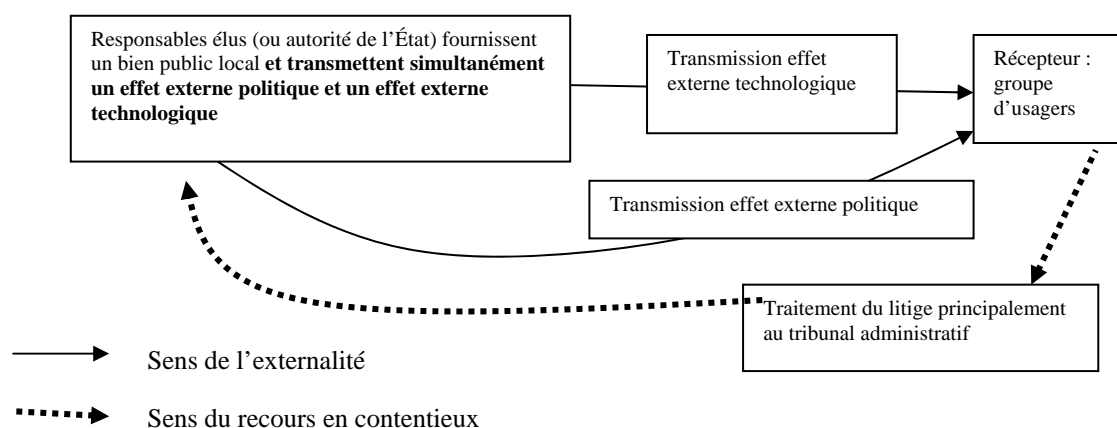 Responsables élus (ou autorité de l’État) fournissent
un bien public local et transmettent simultanément
un effet externe politique et un effet externe
technologique
Transmission effet
externe technologique
Récepteur :
groupe
d’usagers
Transmission effet externe politique
Traitement du litige principalement
au tribunal administratif
Sens de l’externalité
Sens du recours en contentieux